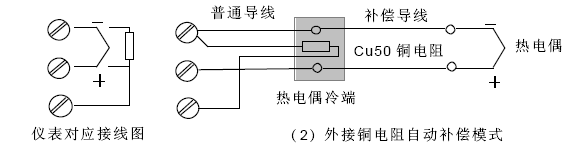 普通导线
补偿导线
Cu50 铜电阻
热电偶
热电偶冷端
仪表对应接线图
（2）外接铜电阻自动补偿模式